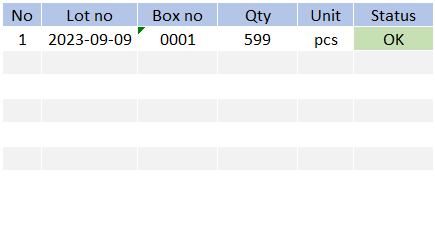 No Lot no Box no Qty Unit Status
1 2023-09-09 0001 599 pcs OK